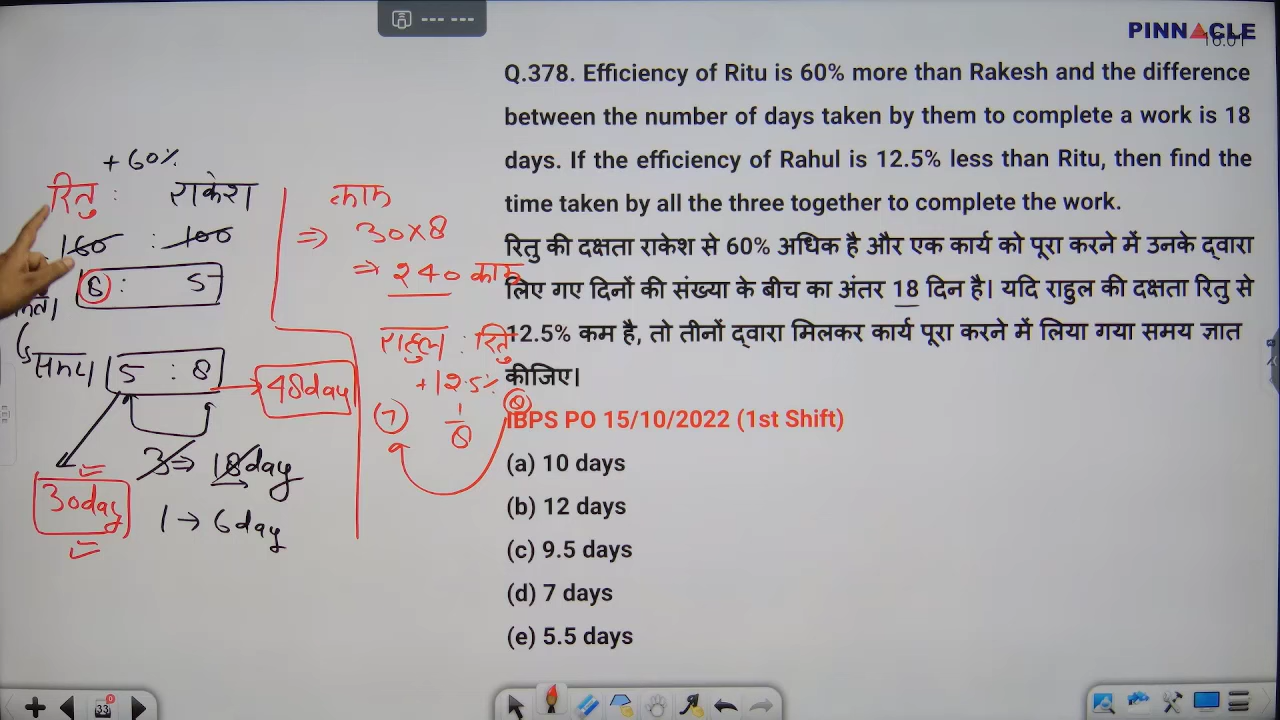 PINNACLE
16:01
Q.378. Efficiency of Ritu is 60% more than Rakesh and the difference
between the number of days taken by them to complete a work is 18
days. If the efficiency of Rahul is 12.5% less than Ritu, then find the
time taken by all the three together to complete the work.
रितु की दक्षता राकेश से 60% अधिक है और एक कार्य को पूरा करने में उनके द्वारा
लिए गए दिनों की संख्या के बीच का अंतर 18 दिन है। यदि राहुल की दक्षता रितु से
12.5% कम है, तो तीनों द्वारा मिलकर कार्य पूरा करने में लिया गया समय ज्ञात
कीजिए।
IBPS PO 15/10/2022 (1st Shift)
(a) 10 days
(b) 12 days
(c) 9.5 days
(d) 7 days
(e) 5.5 days
+60%
रितु : राकेश
160 : 100
8 : 5
समय 5 : 8
48day
3 => 18day
30day
1 -> 6day
काम
=> 30×8
=> 240 काम
राहुल : रितु
+12.5%
7 1/8 8
33